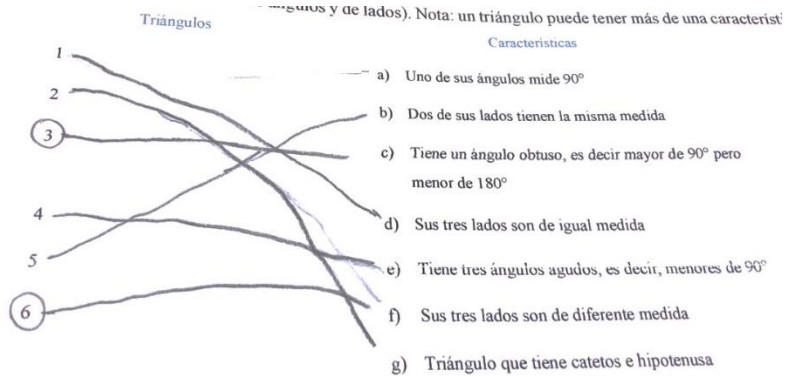 y de lados). Nota: un triángulo puede tener más de una
Triángulos
Características
1
2
3
4
5
6
a) Uno de sus ángulos mide 90°
b) Dos de sus lados tienen la misma medida
c) Tiene un ángulo obtuso, es decir mayor de 90° pero
menor de 180°
d) Sus tres lados son de igual medida
e) Tiene tres ángulos agudos, es decir, menores de 90°
f) Sus tres lados son de diferente medida
g) Triángulo que tiene catetos e hipotenusa